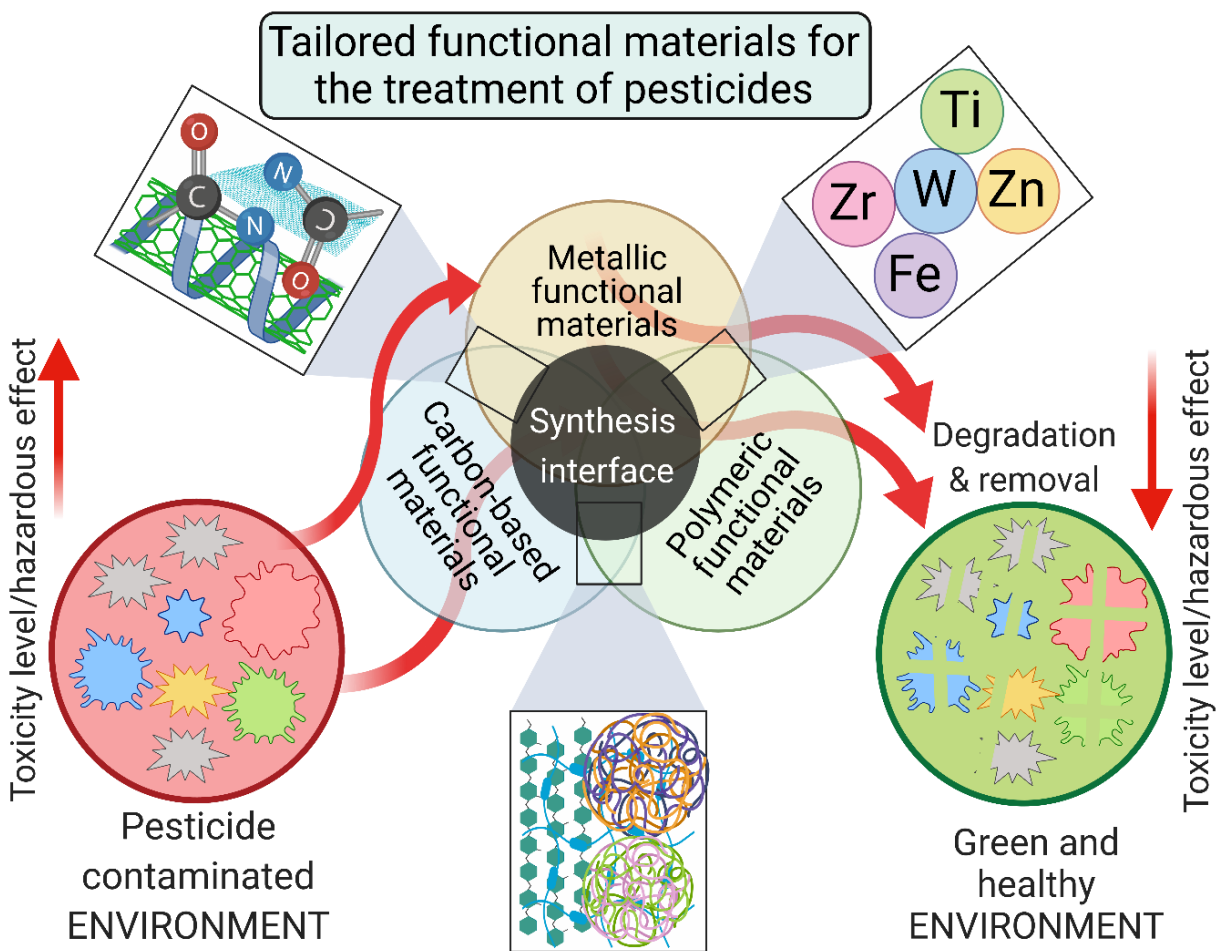 Tailored functional materials for
the treatment of pesticides
O
C
N
N
C
O
Ti
Zr
W
Zn
Fe
Metallic
functional
materials
Synthesis
interface
Carbon-based
functional
materials
Polymeric
functional
materials
Toxicity level/hazardous effect
Degradation
& removal
Toxicity level/hazardous effect
Pesticide
contaminated
ENVIRONMENT
Green and
healthy
ENVIRONMENT